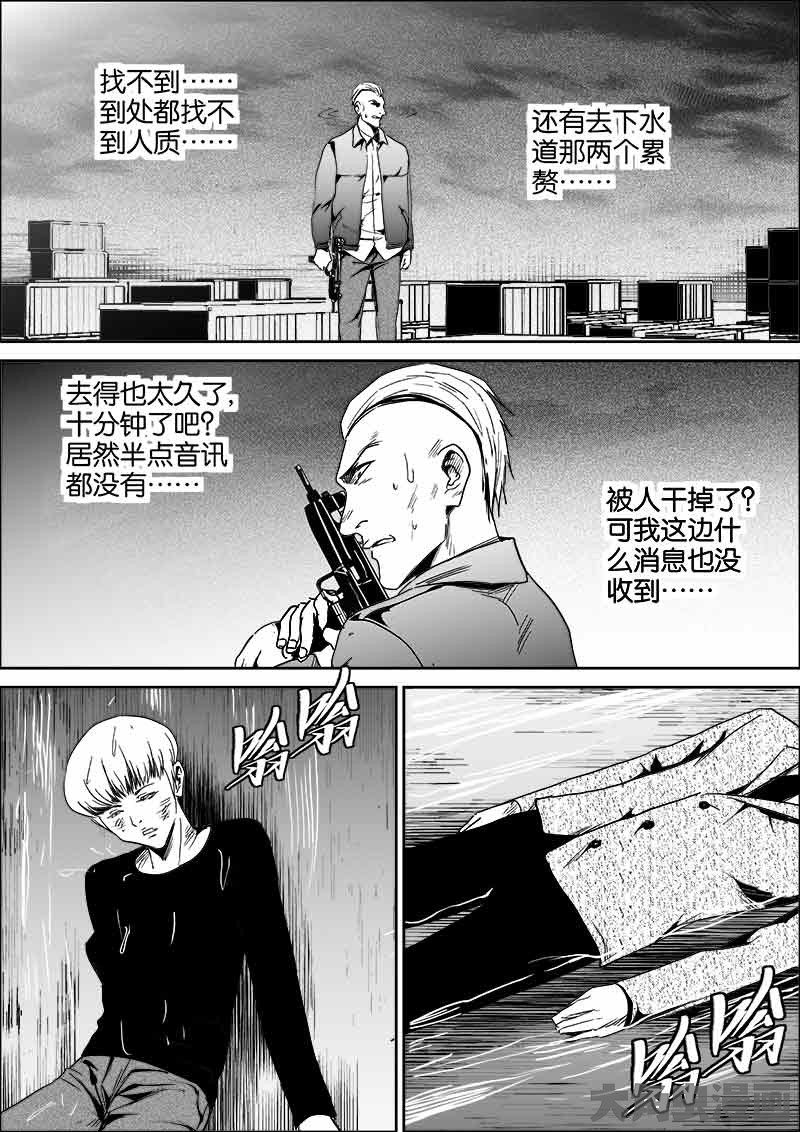 找不到……
到处都找不
到人质……
还有去下水
道那两个累
赘……
去得也太久了，
十分钟了吧？
居然半点音讯
都没有……
被人干掉了？
可我这边什
么消息也没
收到……
嗡嗡
嗡嗡